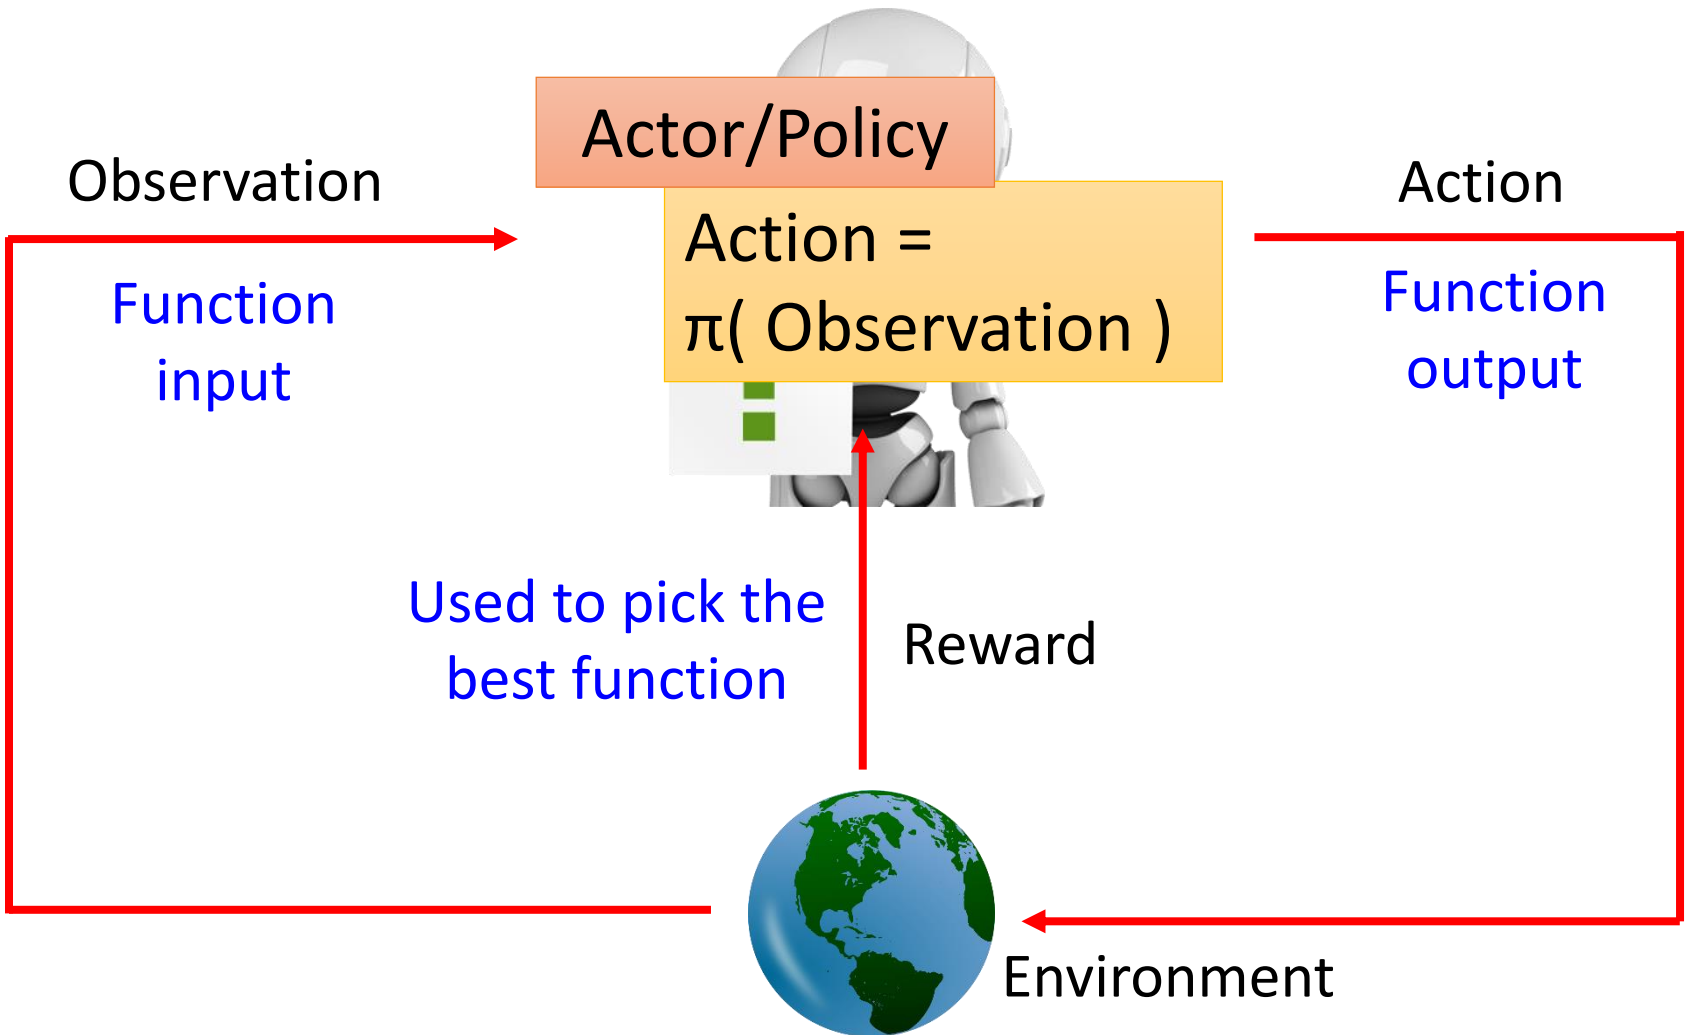 Actor/Policy
Observation
Action
Action =
π( Observation )
Function
input
Function
output
Used to pick the
best function
Reward
Environment